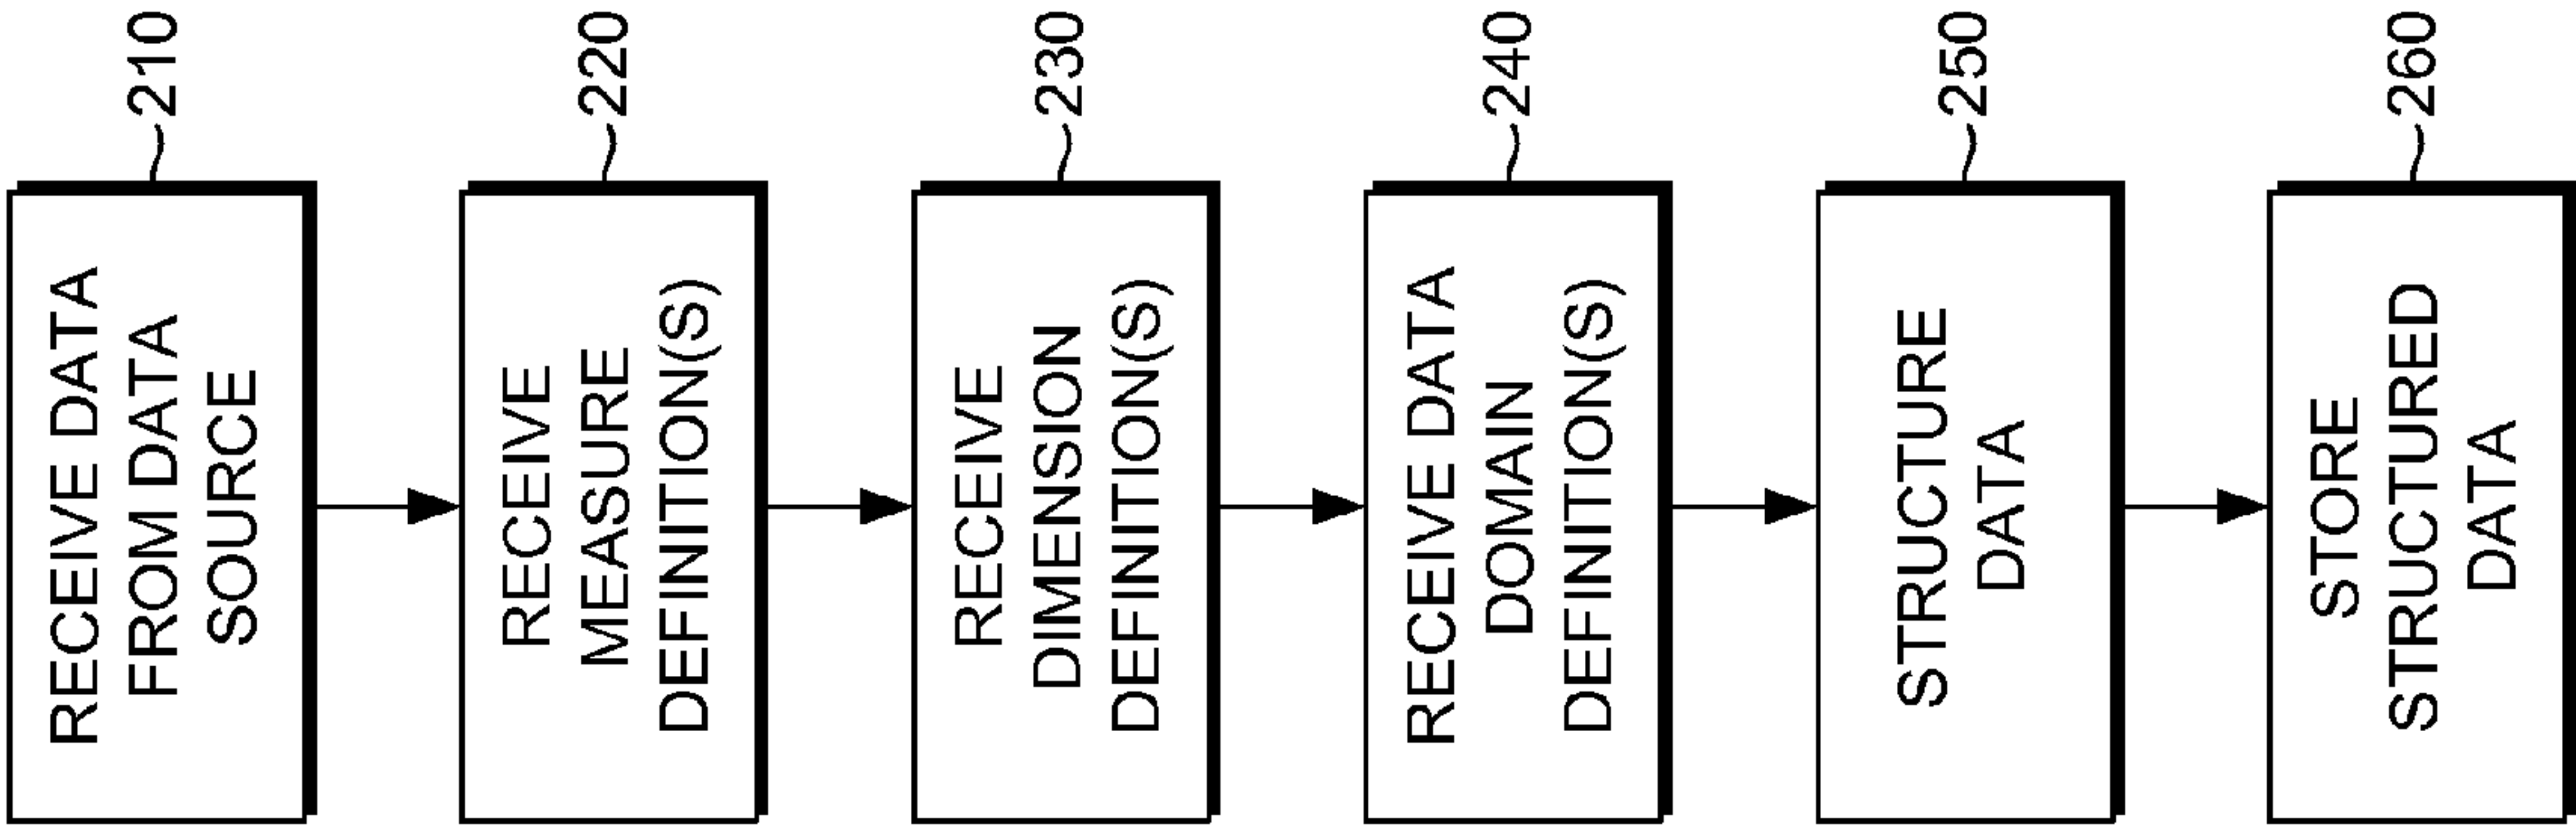 RECEIVE DATA
FROM DATA
SOURCE
210
RECEIVE
MEASURE
DEFINITION(S)
220
RECEIVE
DIMENSION
DEFINITION(S)
230
RECEIVE DATA
DOMAIN
DEFINITION(S)
240
STRUCTURE
DATA
250
STORE
STRUCTURED
DATA
260